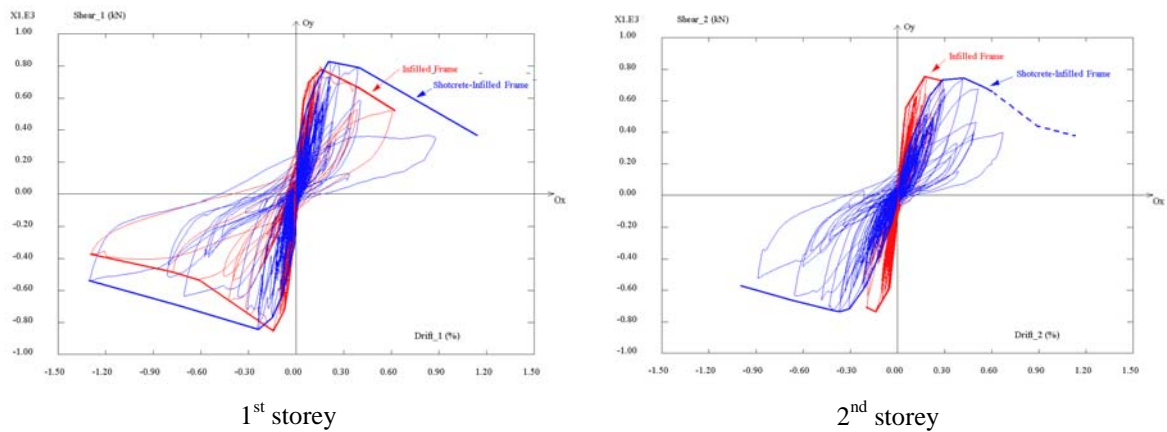 X1.E3
Shear_1 (kN)
Oy
1.00
0.80
0.60
0.40
0.20
0.00
-0.20
-0.40
-0.60
-0.80
-1.00
Infilled Frame
Shotcrete-Infilled Frame
Ox
Drift_1 (%)
-1.50
-1.20
-0.90
-0.60
-0.30
0.00
0.30
0.60
0.90
1.20
1.50
1st storey
X1.E3
Shear_2 (kN)
Oy
1.00
0.80
0.60
0.40
0.20
0.00
-0.20
-0.40
-0.60
-0.80
-1.00
Infilled Frame
Shotcrete-Infilled Frame
Ox
Drift_2 (%)
-1.50
-1.20
-0.90
-0.60
-0.30
0.00
0.30
0.60
0.90
1.20
1.50
2nd storey